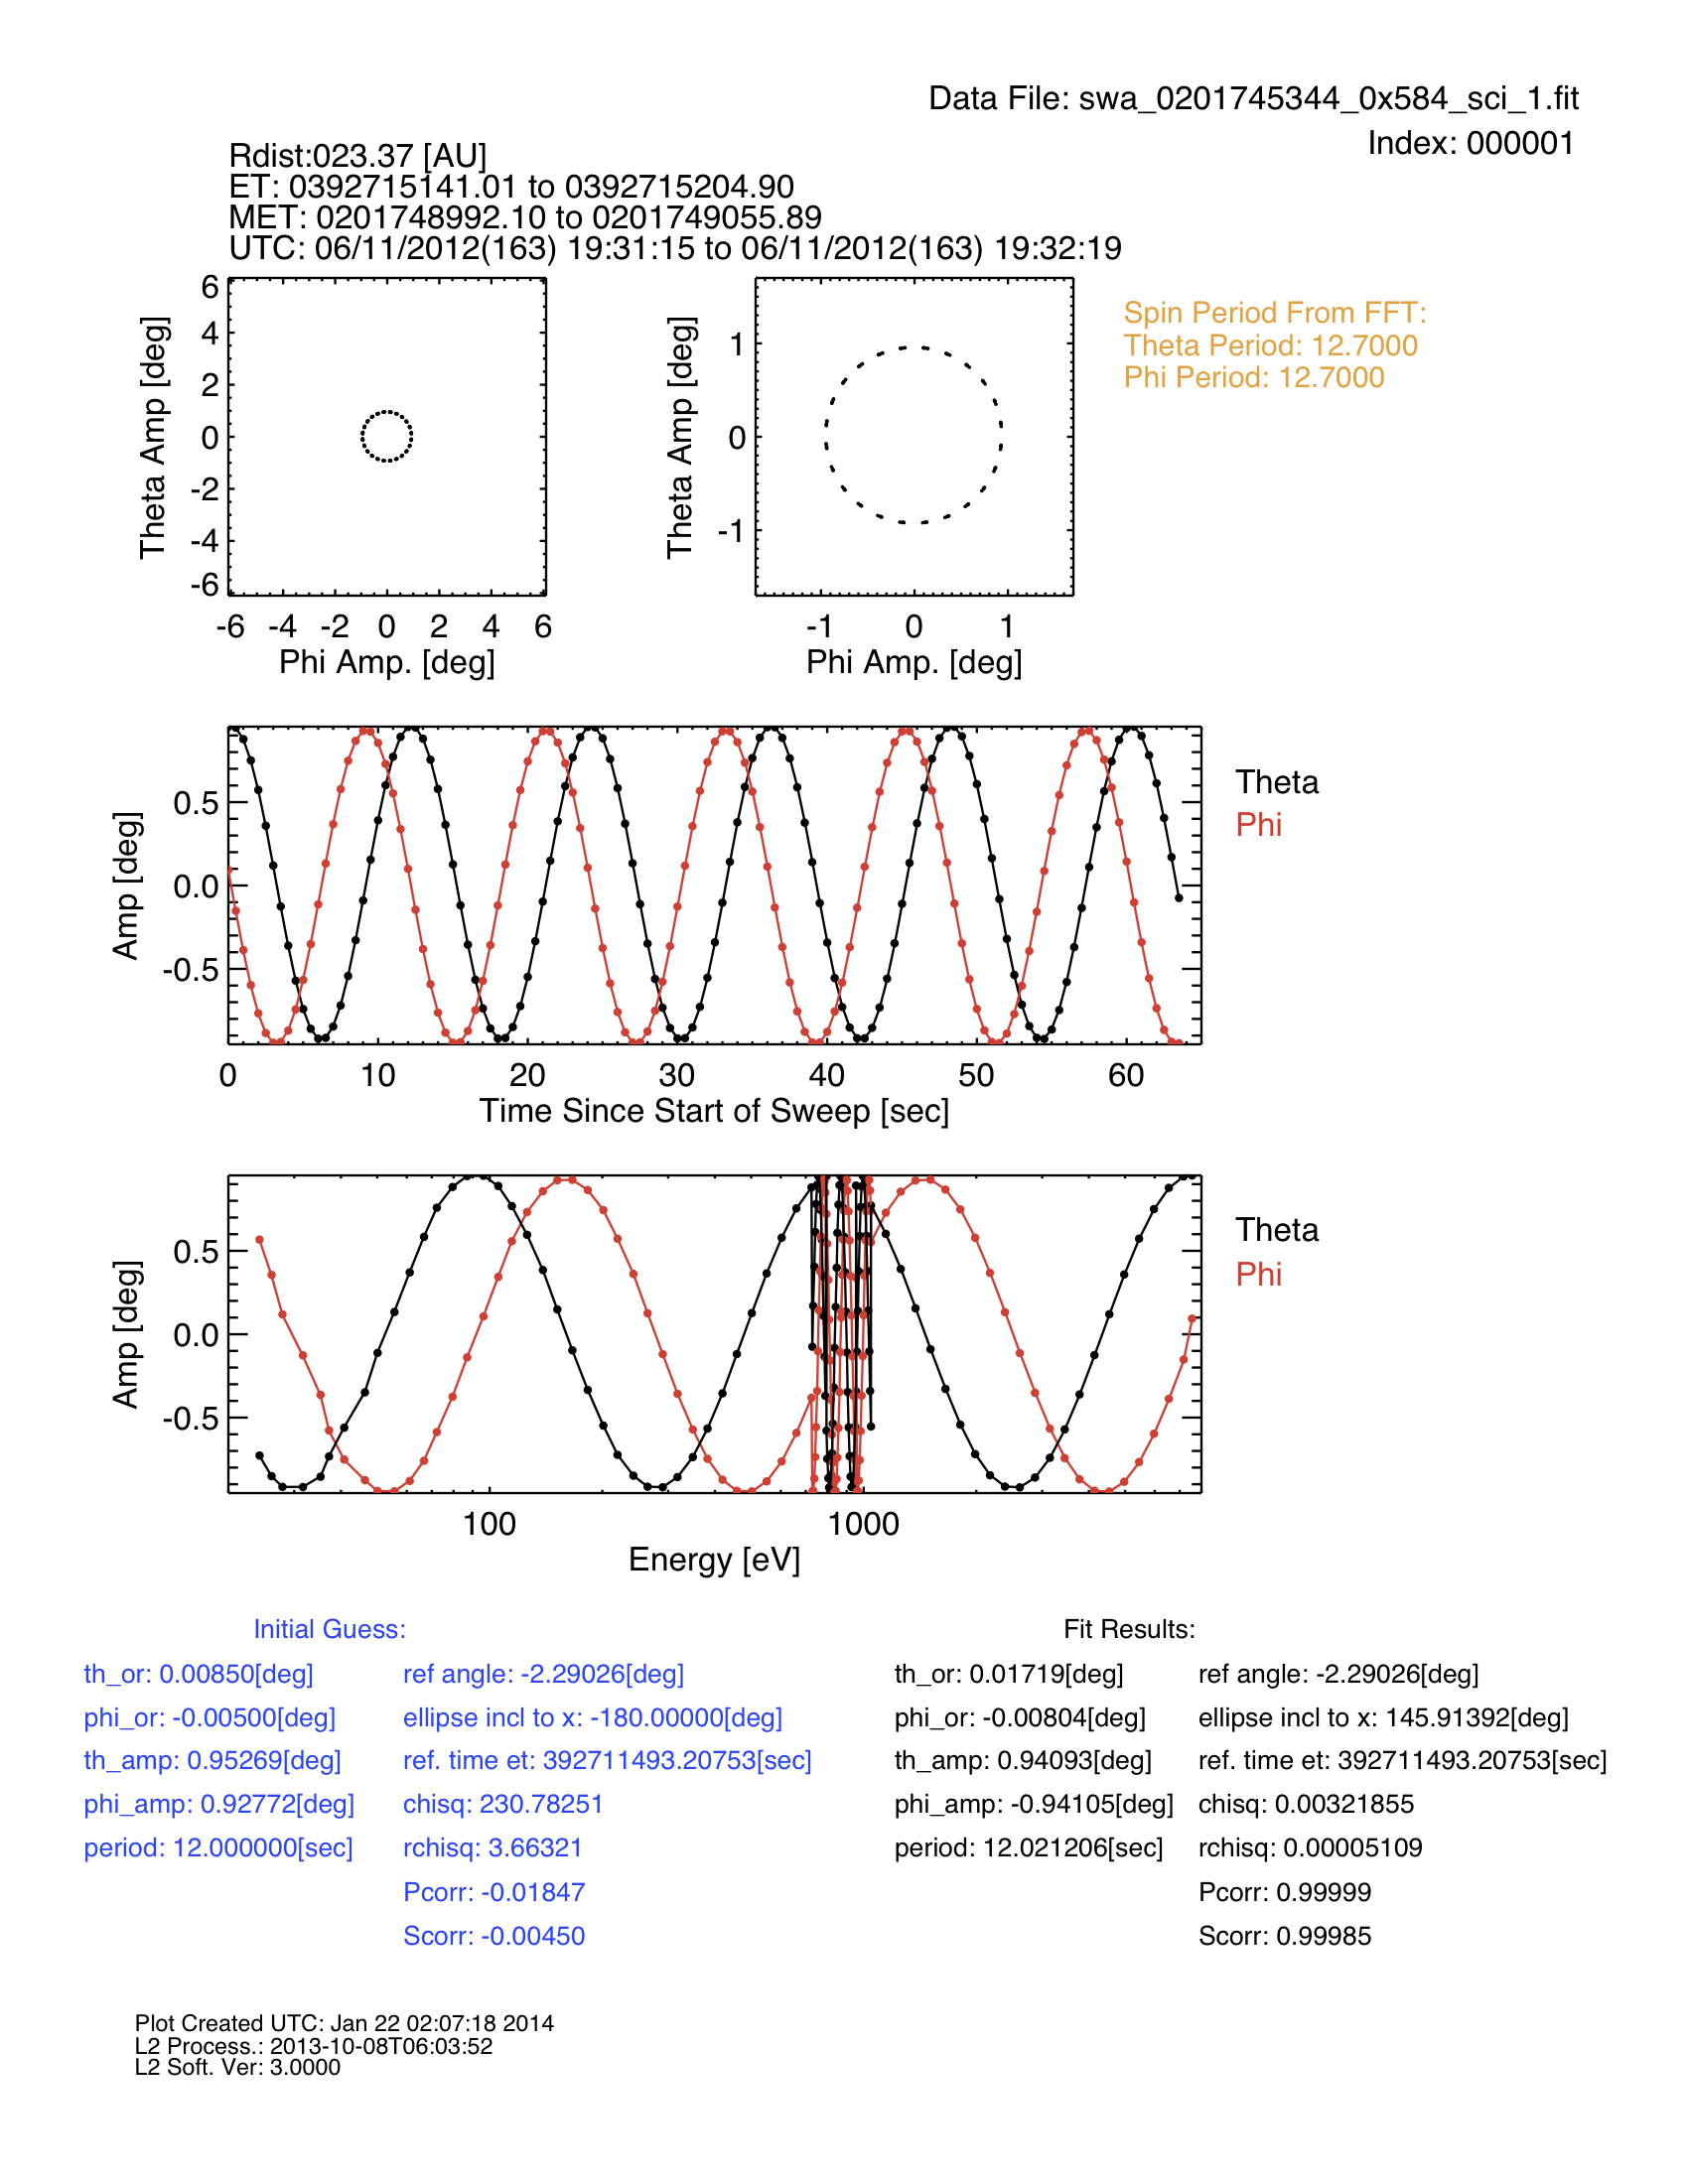 Data File: swa_0201745344_0x584_sci_1.fit
Index: 000001
Rdist:023.37 [AU]
ET: 0392715141.01 to 0392715204.90
MET: 0201748992.10 to 0201749055.89
UTC: 06/11/2012(163) 19:31:15 to 06/11/2012(163) 19:32:19
6
4
2
0
-2
-4
-6
Theta Amp [deg]
-6 -4 -2 0 2 4 6
Phi Amp. [deg]
1
0
-1
Theta Amp [deg]
-1 0 1
Phi Amp. [deg]
Spin Period From FFT:
Theta Period: 12.7000
Phi Period: 12.7000
0.5
0.0
-0.5
Amp [deg]
0 10 20 30 40 50 60
Time Since Start of Sweep [sec]
Theta
Phi
0.5
0.0
-0.5
Amp [deg]
100 1000
Energy [eV]
Theta
Phi
Initial Guess:
th_or: 0.00850[deg] ref angle: -2.29026[deg]
phi_or: -0.00500[deg] ellipse incl to x: -180.00000[deg]
th_amp: 0.95269[deg] ref. time et: 392711493.20753[sec]
phi_amp: 0.92772[deg] chisq: 230.78251
period: 12.000000[sec] rchisq: 3.66321
Pcorr: -0.01847
Scorr: -0.00450
Fit Results:
th_or: 0.01719[deg] ref angle: -2.29026[deg]
phi_or: -0.00804[deg] ellipse incl to x: 145.91392[deg]
th_amp: 0.94093[deg] ref. time et: 392711493.20753[sec]
phi_amp: -0.94105[deg] chisq: 0.00321855
period: 12.021206[sec] rchisq: 0.00005109
Pcorr: 0.99999
Scorr: 0.99985
Plot Created UTC: Jan 22 02:07:18 2014
L2 Process.: 2013-10-08T06:03:52
L2 Soft. Ver: 3.0000